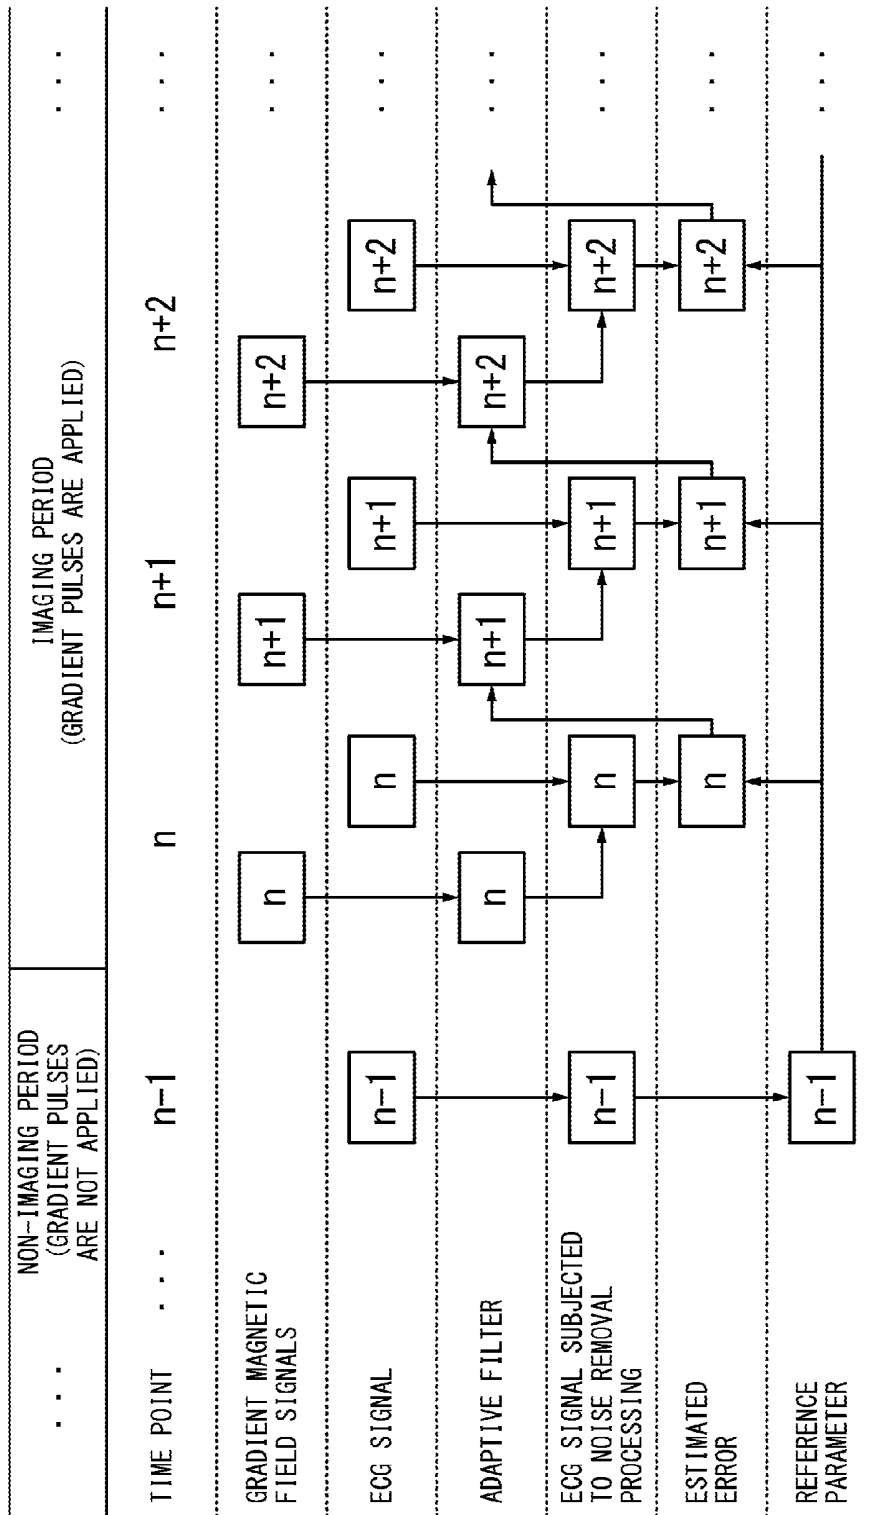 . . .
NON-IMAGING PERIOD
(GRADIENT PULSES
ARE NOT APPLIED)
IMAGING PERIOD
(GRADIENT PULSES ARE APPLIED)
. . .
TIME POINT
. . .
n-1
n
n+1
n+2
. . .
GRADIENT MAGNETIC
FIELD SIGNALS
n
n+1
n+2
. . .
ECG SIGNAL
n-1
n
n+1
n+2
. . .
ADAPTIVE FILTER
n
n+1
n+2
. . .
ECG SIGNAL SUBJECTED
TO NOISE REMOVAL
PROCESSING
n-1
n
n+1
n+2
. . .
ESTIMATED
ERROR
n
n+1
n+2
. . .
REFERENCE
PARAMETER
n-1
. . .